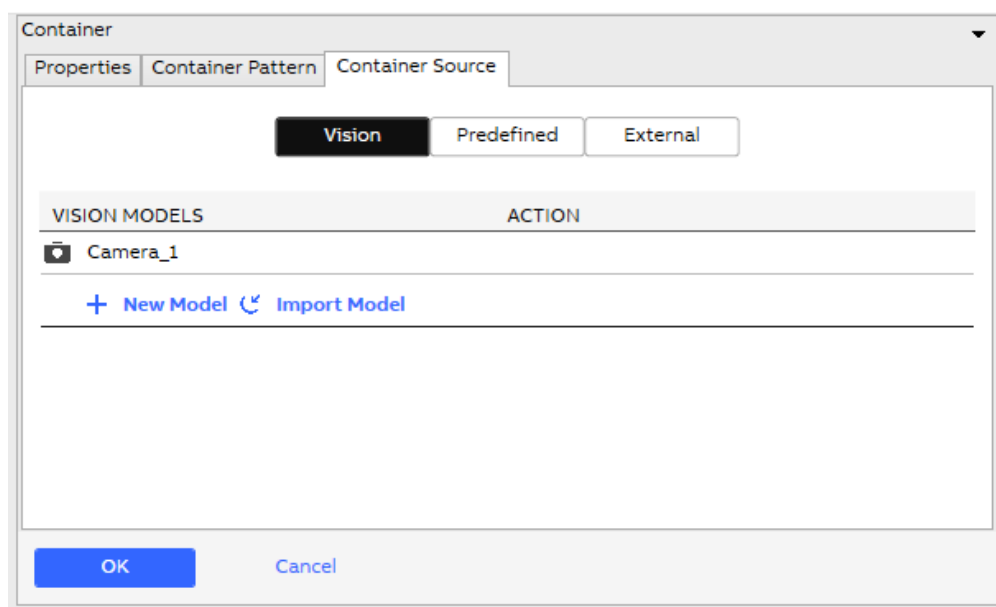 Container
Properties Container Pattern Container Source
Vision Predefined External
VISION MODELS ACTION
Camera_1
New Model Import Model
OK Cancel